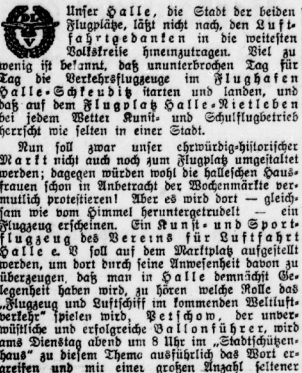 Unser Halle, die Stadt der beiden
Flugplätze, läßt nicht nach, den Luft-
fahrtgedanken in die weitesten
Volkskreise hineinzutragen. Viel zu
wenig ist bekannt, daß ununterbrochen Tag für
Tag die Verkehrsflugzeuge im Flughafen
Halle-Schkeuditz starten und landen, und
daß auf dem Flugplatz Halle-Nietleben
bei jedem Wetter Kunst- und Schulflugbetrieb
herrscht wie selten in einer Stadt.
Nun soll zwar unser ehrwürdig-historischer
Markt nicht auch noch zum Flugplatz umgestaltet
werden; dagegen würden wohl die halleschen Haus-
frauen schon in Anbetracht der Wochenmärkte ver-
mutlich protestieren! Aber es wird dort — gleich-
sam wie vom Himmel heruntergetrudelt — ein
Flugzeug erscheinen. Ein Kunst- und Sport-
flugzeug des Vereins für Luftfahrt
Halle e. V soll auf dem Marktplatz aufgestellt
werden, um dort durch seine Anwesenheit davon zu
überzeugen, daß man in Halle demnächst Ge-
legenheit haben wird, zu hören welche Rolle das
„Flugzeug und Luftschiff im kommenden Weltluft-
verkehr" spielen wird. Petschow, der unver-
wüstliche und erfolgreiche Ballonführer, wird
ams Dienstag abend um 8 Uhr im „Stadtschützen-
haus" zu diesem Thema ausführlich das Wort er-
greifen und mit einer großen Anzahl seltener